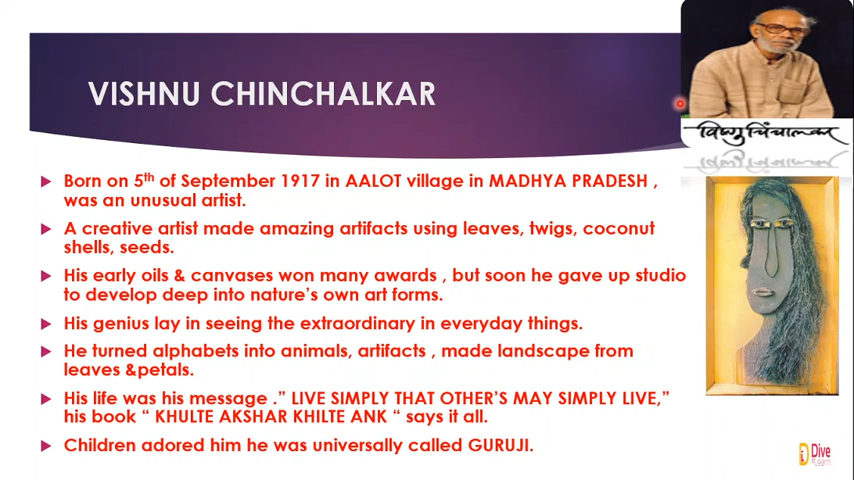 VISHNU CHINCHALKAR
विष्णु चिंचालकर
Born on 5th of September 1917 in AALOT village in MADHYA PRADESH ,
was an unusual artist.
A creative artist made amazing artifacts using leaves, twigs, coconut
shells, seeds.
His early oils & canvases won many awards , but soon he gave up studio
to develop deep into nature’s own art forms.
His genius lay in seeing the extraordinary in everyday things.
He turned alphabets into animals, artifacts , made landscape from
leaves &petals.
His life was his message .” LIVE SIMPLY THAT OTHER’S MAY SIMPLY LIVE,”
his book “ KHULTE AKSHAR KHILTE ANK “ says it all.
Children adored him he was universally called GURUJI.
Dive
Learn